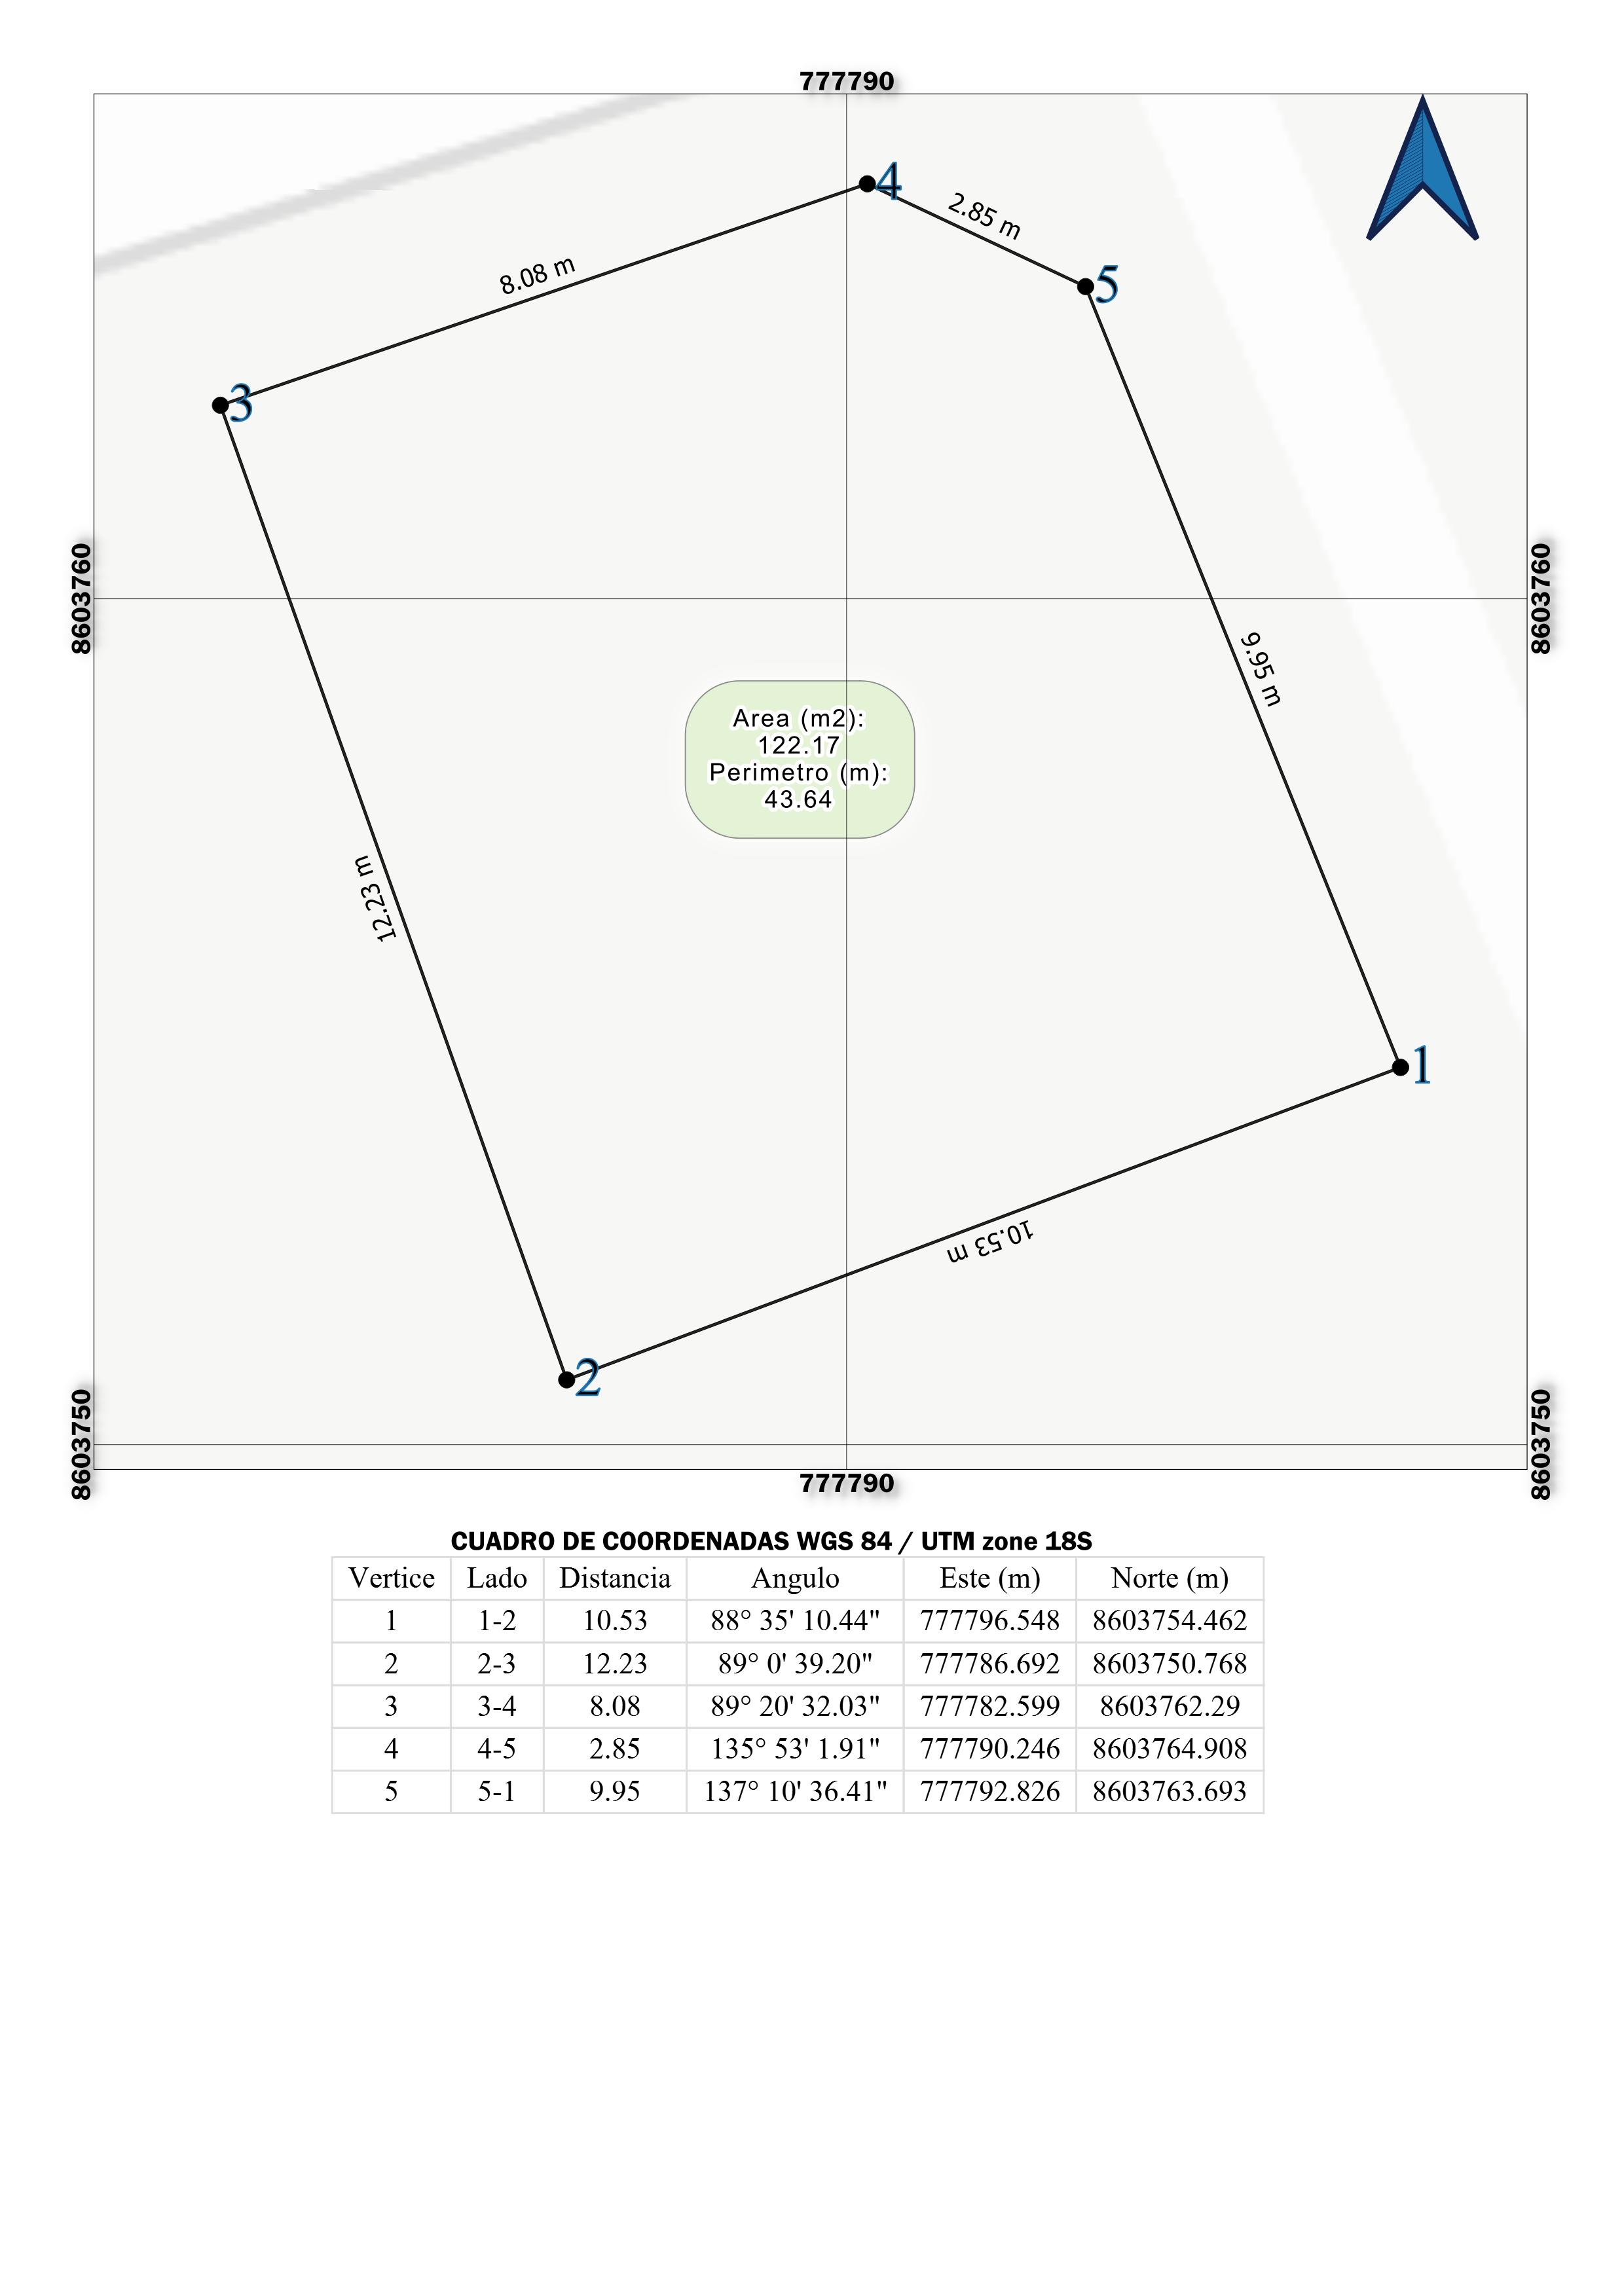 777790
4
2.85 m
5
8.08 m
3
8603760
8603760
9.95 m
Area (m2):
122.17
Perimetro (m):
43.64
12.23 m
1
10.53 m
2
8603750
8603750
777790
CUADRO DE COORDENADAS WGS 84 / UTM zone 18S
Vertice Lado Distancia Angulo Este (m) Norte (m)
1 1-2 10.53 88° 35' 10.44" 777796.548 8603754.462
2 2-3 12.23 89° 0' 39.20" 777786.692 8603750.768
3 3-4 8.08 89° 20' 32.03" 777782.599 8603762.29
4 4-5 2.85 135° 53' 1.91" 777790.246 8603764.908
5 5-1 9.95 137° 10' 36.41" 777792.826 8603763.693